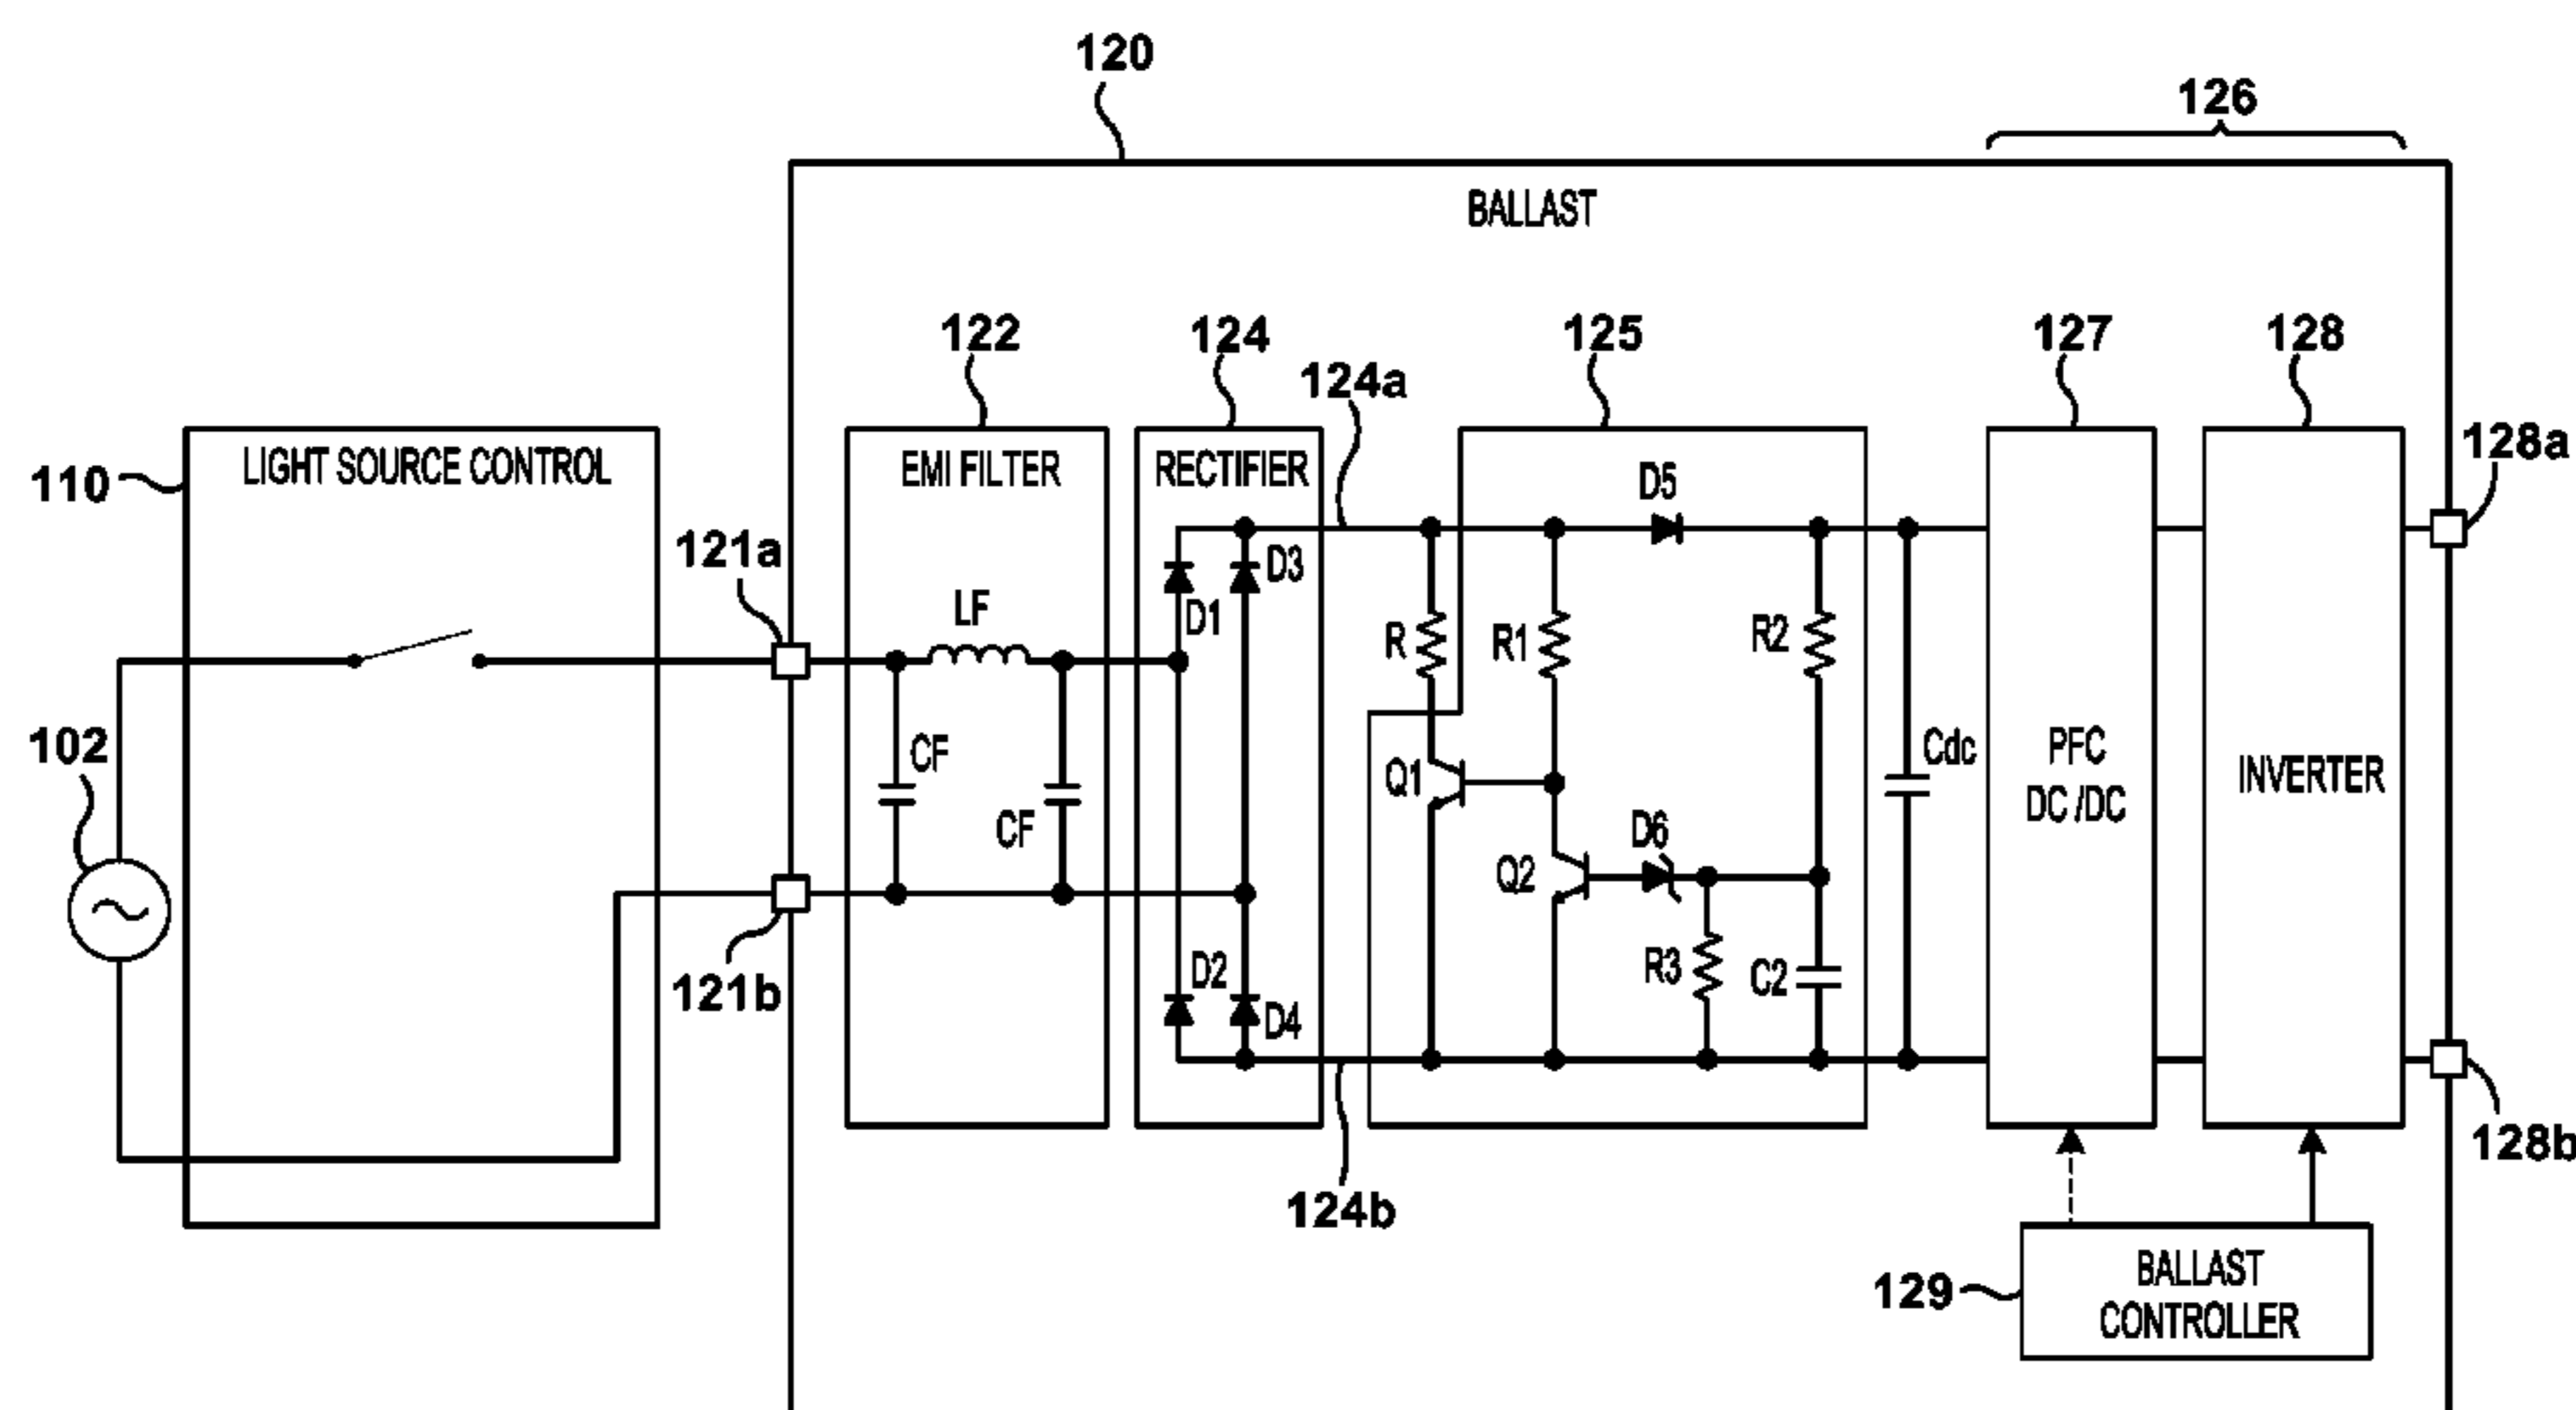 120
126
BALLAST
122
124
124a
125
127
128
128a
110
LIGHT SOURCE CONTROL
EMI FILTER
RECTIFIER
D5
121a
LF
D1
D3
R
R1
R2
102
CF
CF
Q1
Cdc
PFC
DC /DC
INVERTER
Q2
D6
121b
D2
D4
R3
C2
124b
128b
129
BALLAST
CONTROLLER